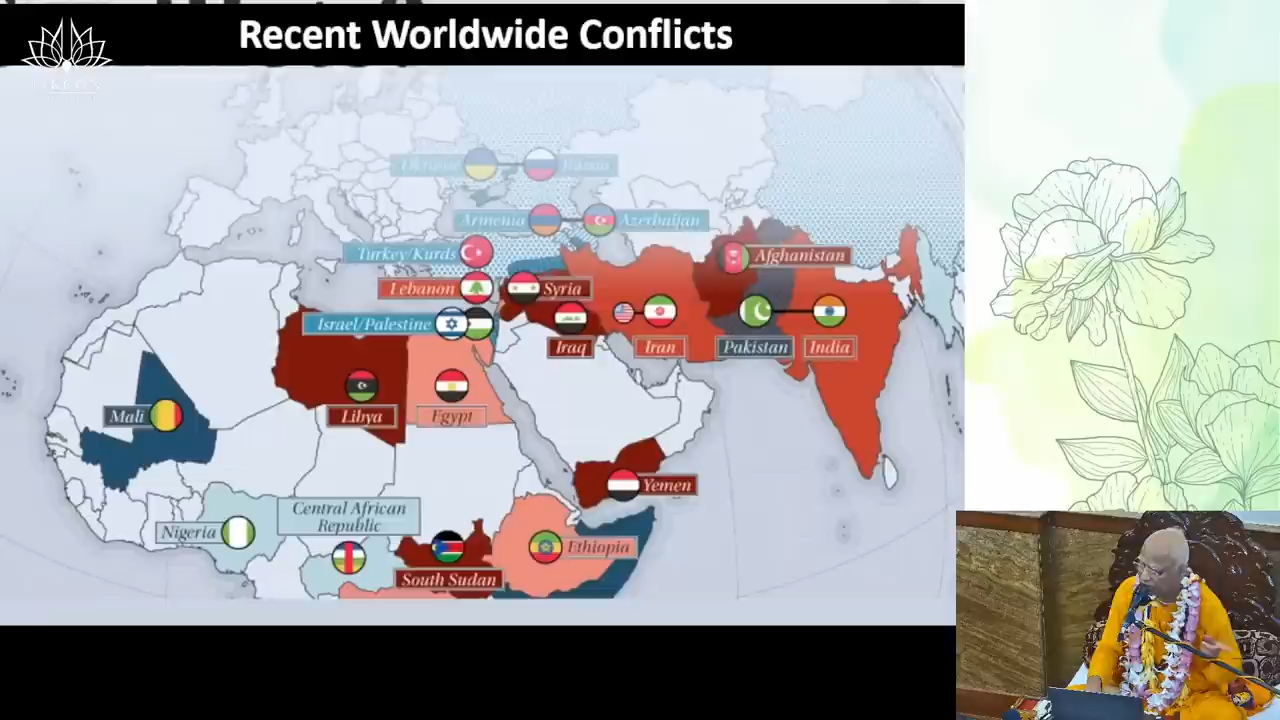 Recent Worldwide Conflicts
Ukraine
Russia
Armenia
Azerbaijan
Turkey/Kurds
Afghanistan
Lebanon
Syria
Israel/Palestine
Iraq
Iran
Pakistan
India
Mali
Libya
Egypt
Yemen
Central African
Republic
Nigeria
Ethiopia
South Sudan